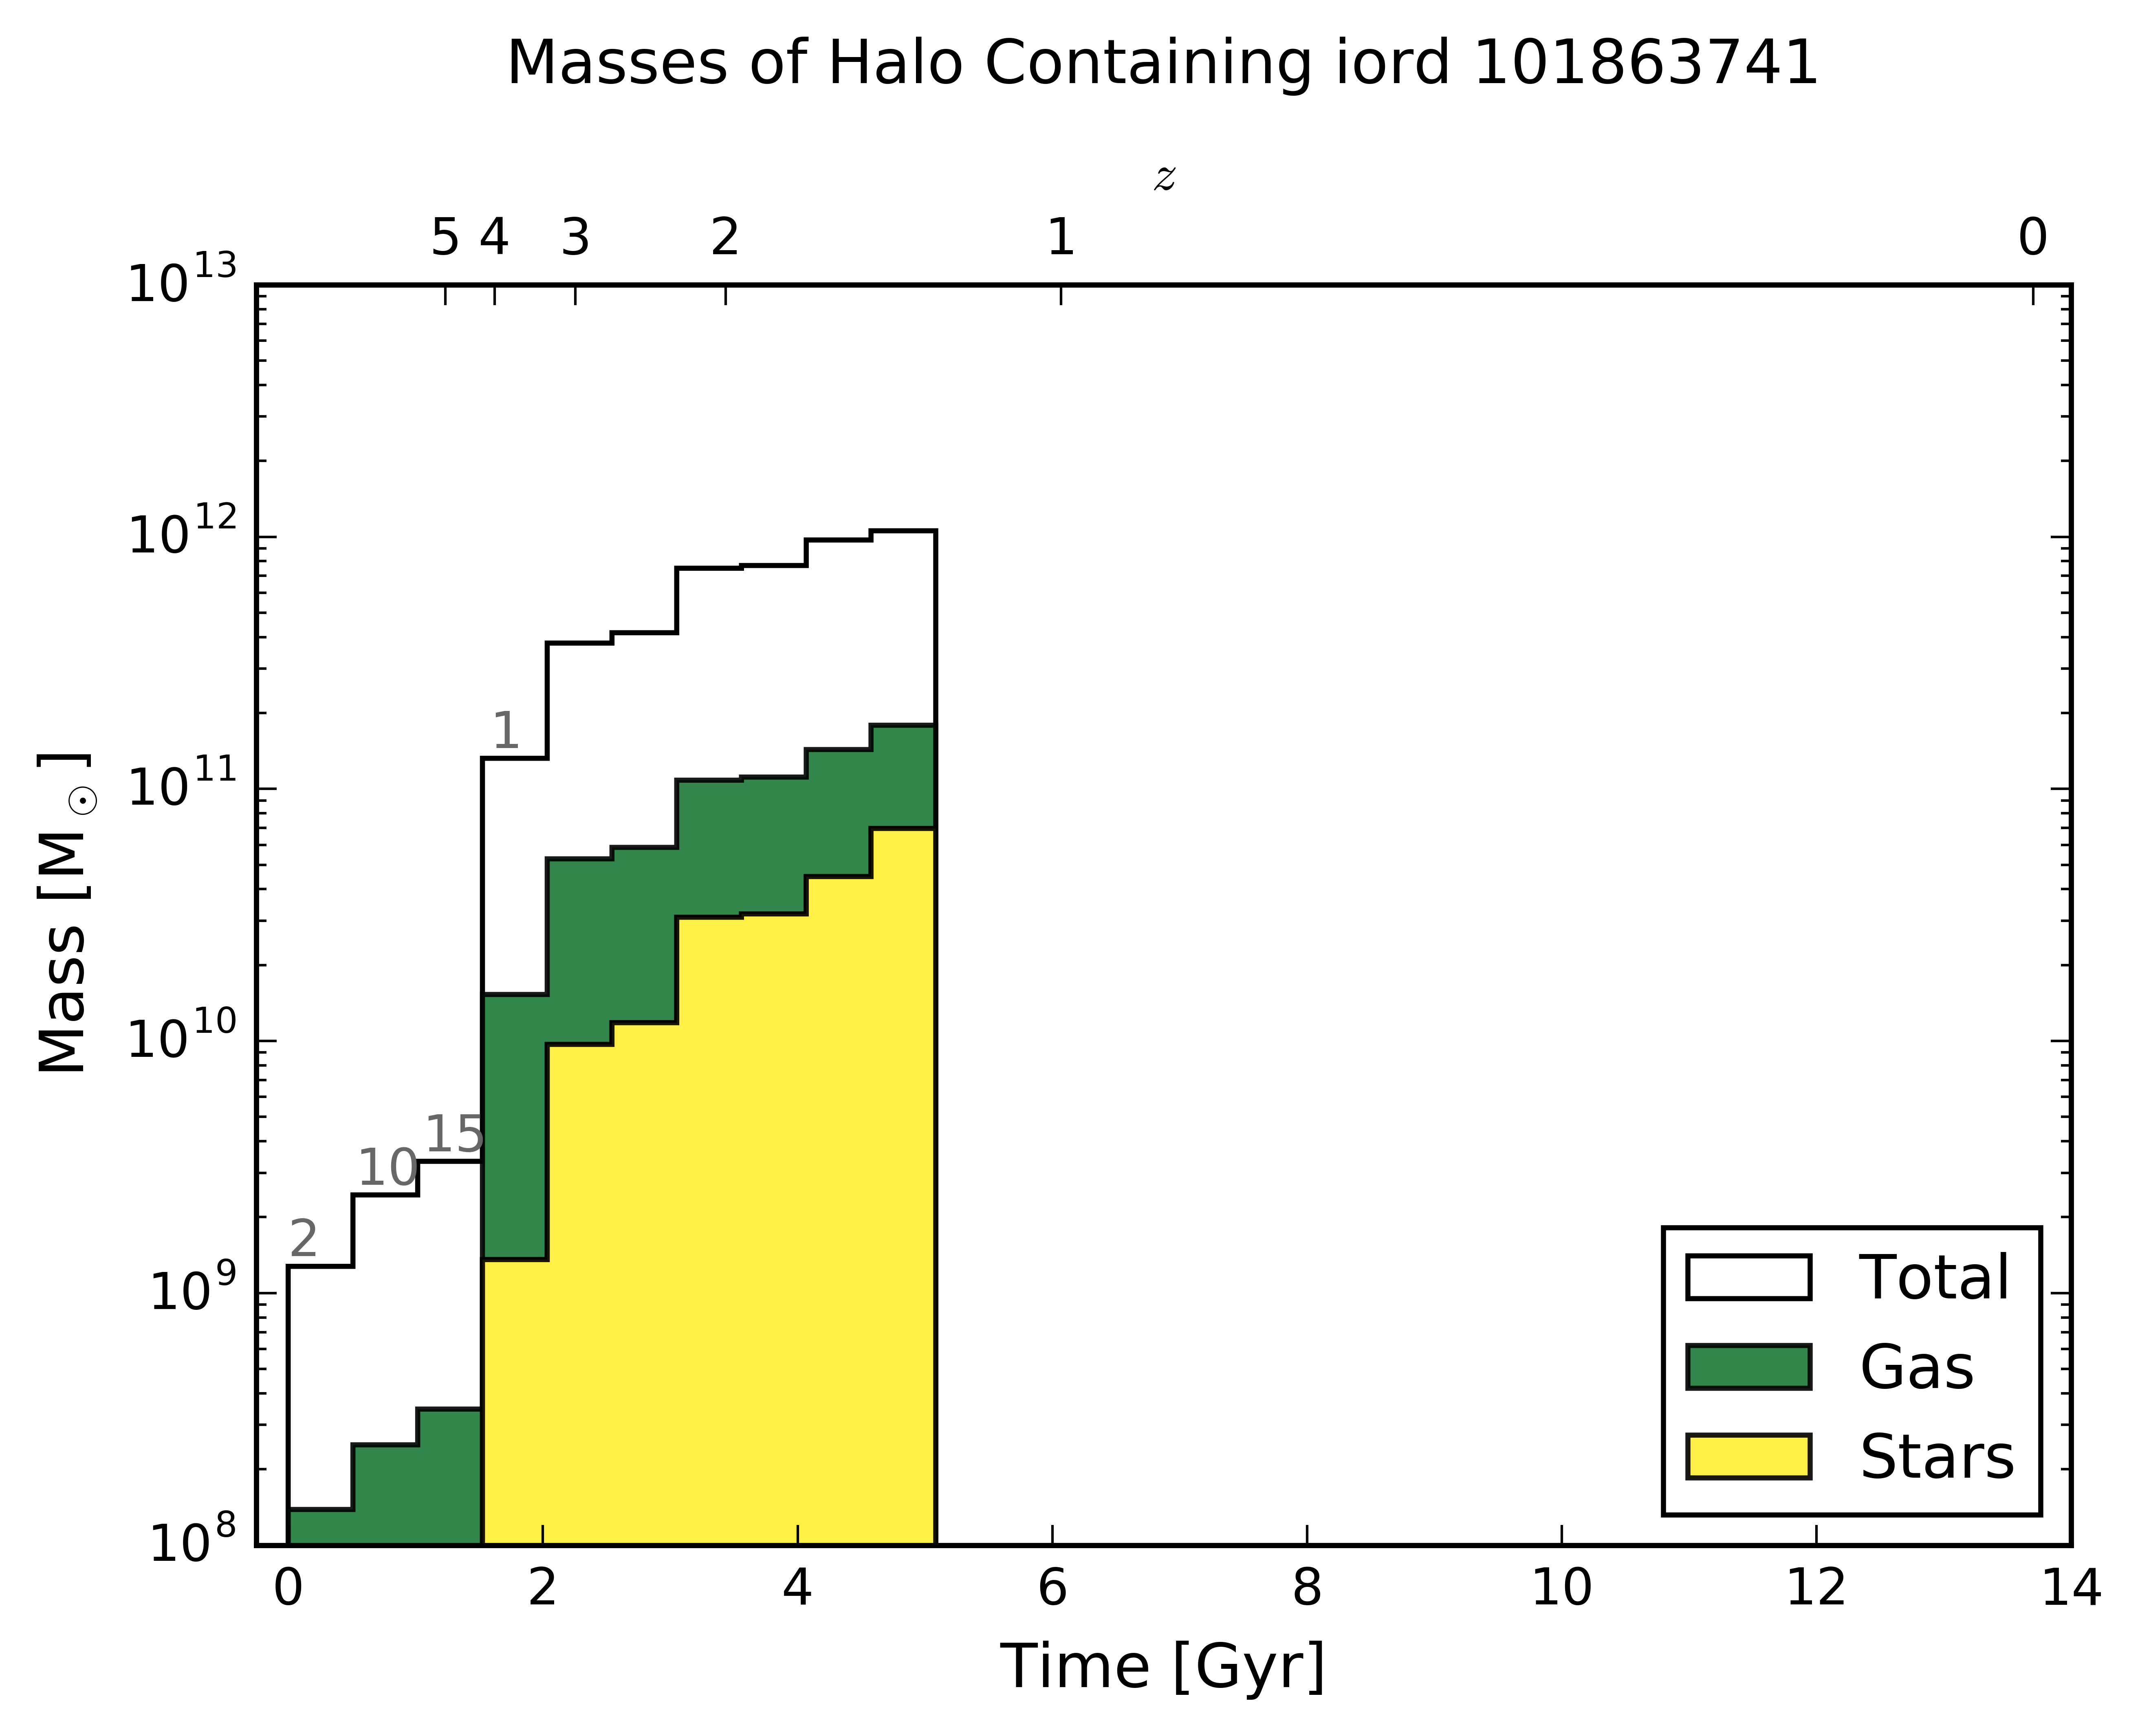 Masses of Halo Containing iord 101863741
z
5 4 3 2 1 0
10^13
10^12
10^11
10^10
10^9
10^8
Mass [M⊙]
1
15
10
2
Total
Gas
Stars
0 2 4 6 8 10 12 14
Time [Gyr]